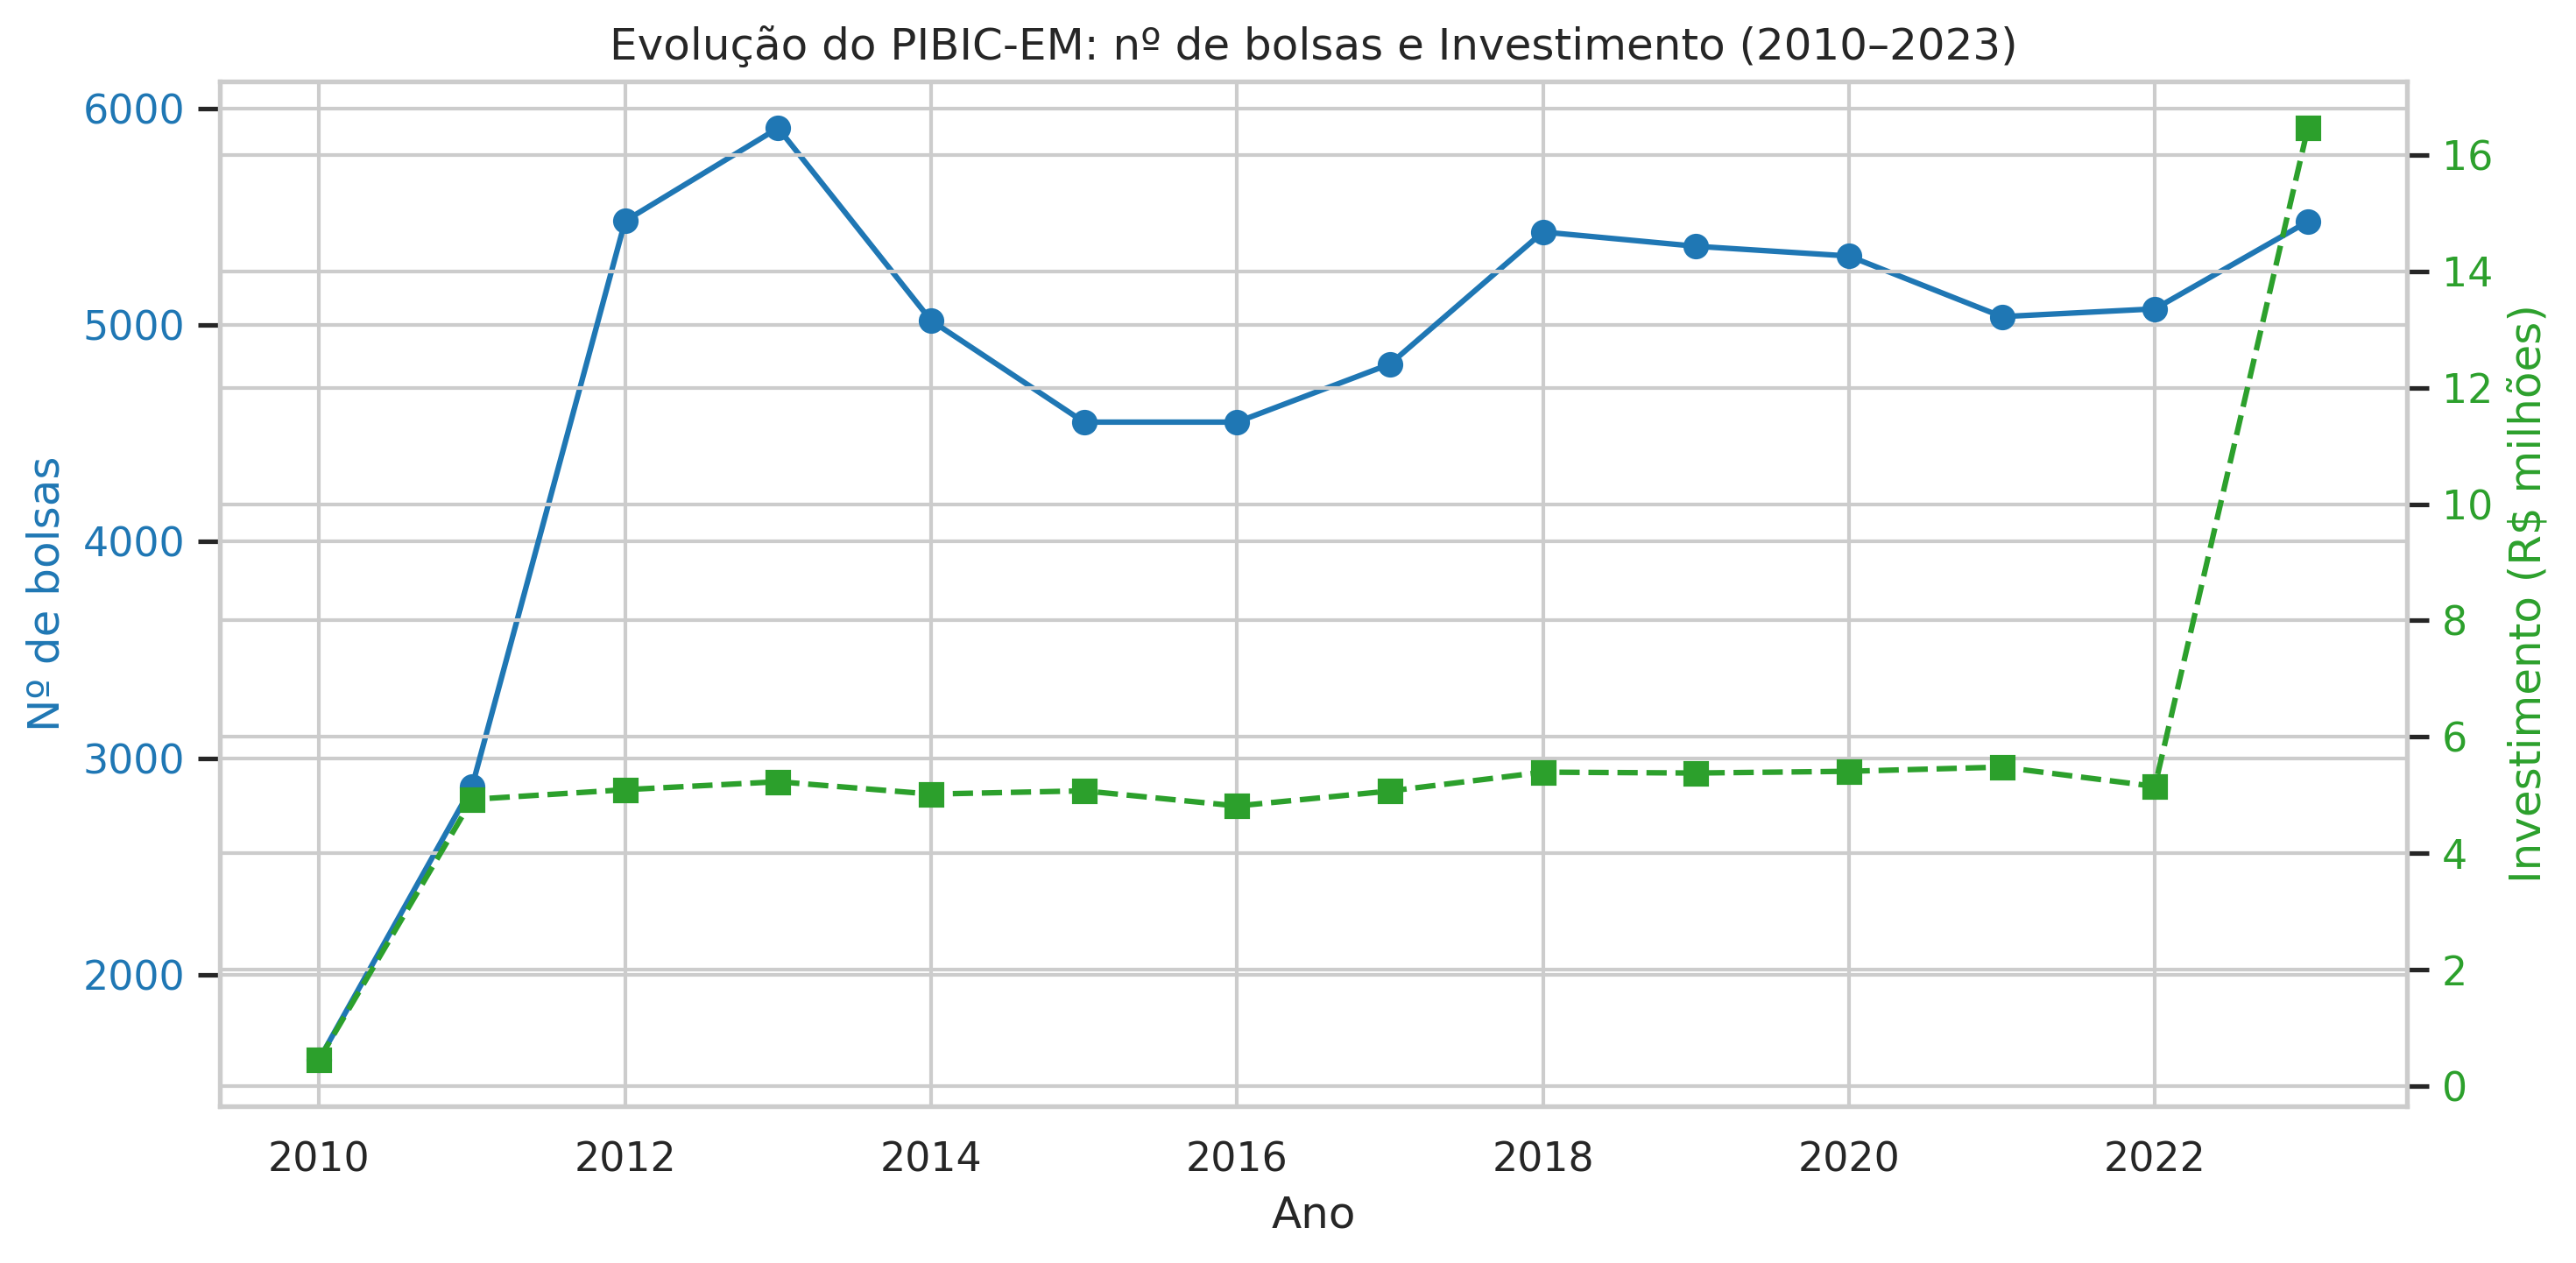 Evolução do PIBIC-EM: nº de bolsas e Investimento (2010–2023)
Nº de bolsas
6000
5000
4000
3000
2000
Investimento (R$ milhões)
16
14
12
10
8
6
4
2
0
2010 2012 2014 2016 2018 2020 2022
Ano